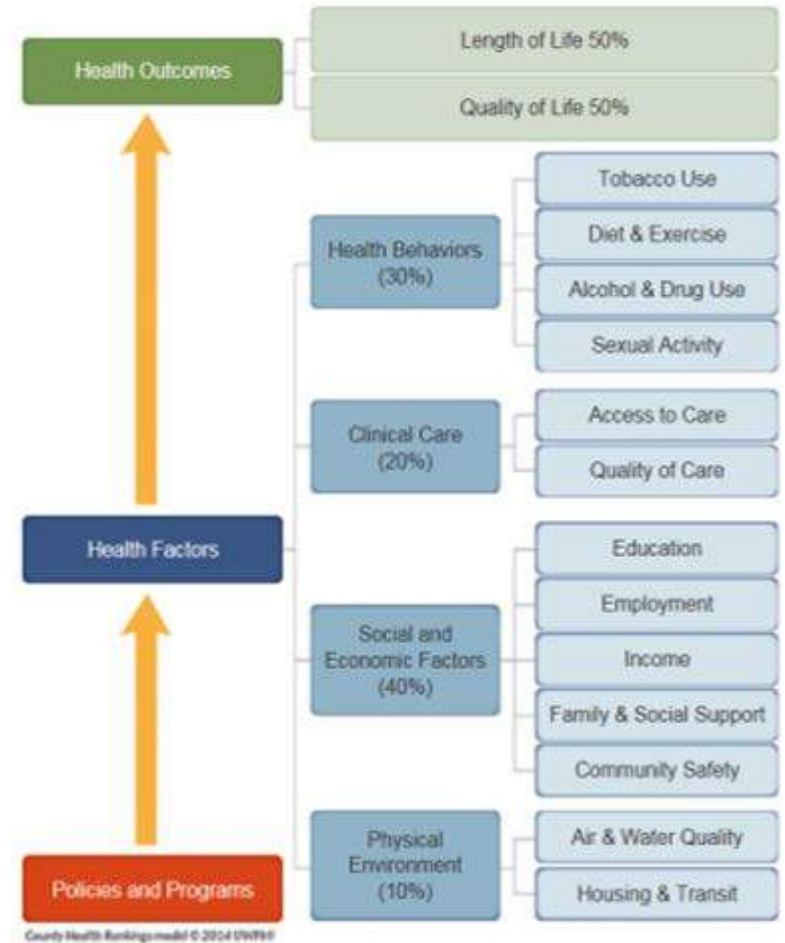 Health Outcomes
Length of Life 50%
Quality of Life 50%
Health Behaviors
(30%)
Tobacco Use
Diet & Exercise
Alcohol & Drug Use
Sexual Activity
Clinical Care
(20%)
Access to Care
Quality of Care
Health Factors
Social and
Economic Factors
(40%)
Education
Employment
Income
Family & Social Support
Community Safety
Physical
Environment
(10%)
Air & Water Quality
Housing & Transit
Policies and Programs
County Health Rankings model © 2014 UWPHI